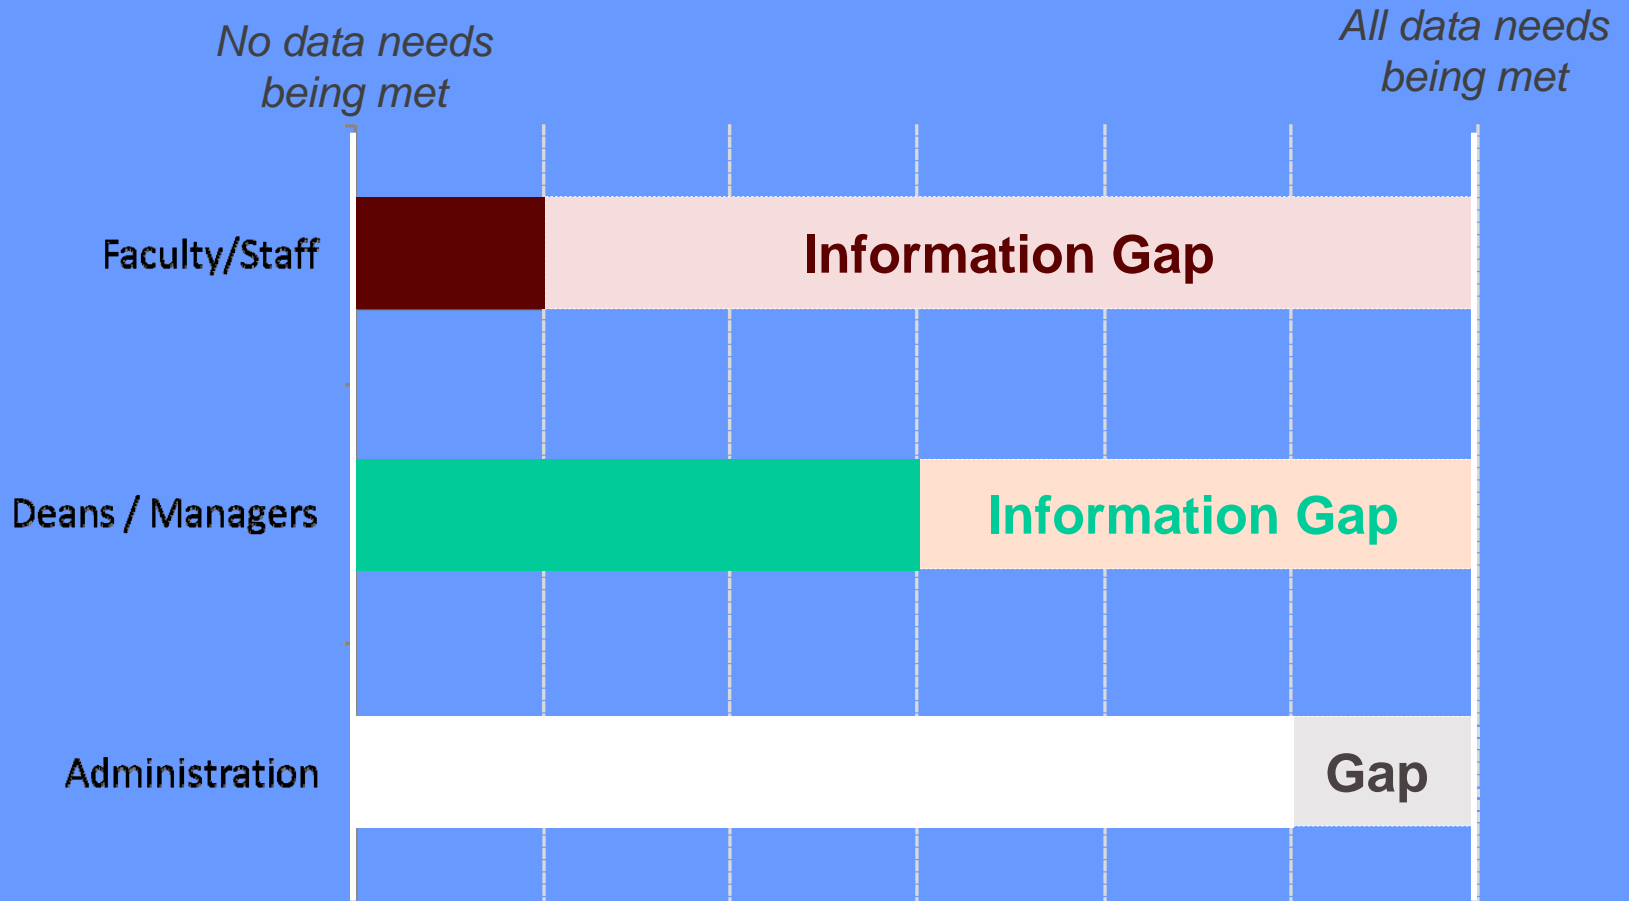 No data needs
being met
All data needs
being met
Faculty/Staff
Information Gap
Deans / Managers
Information Gap
Administration
Gap